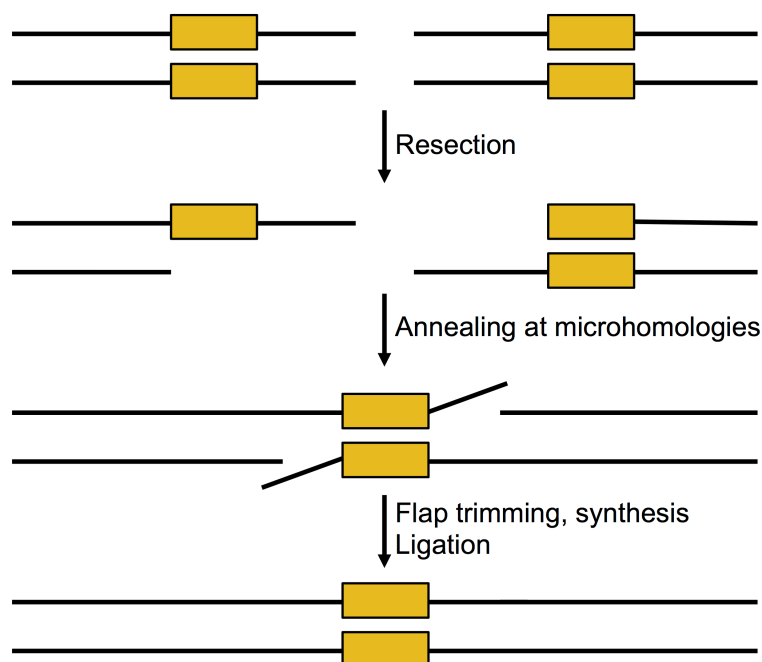 Resection
Annealing at microhomologies
Flap trimming, synthesis
Ligation